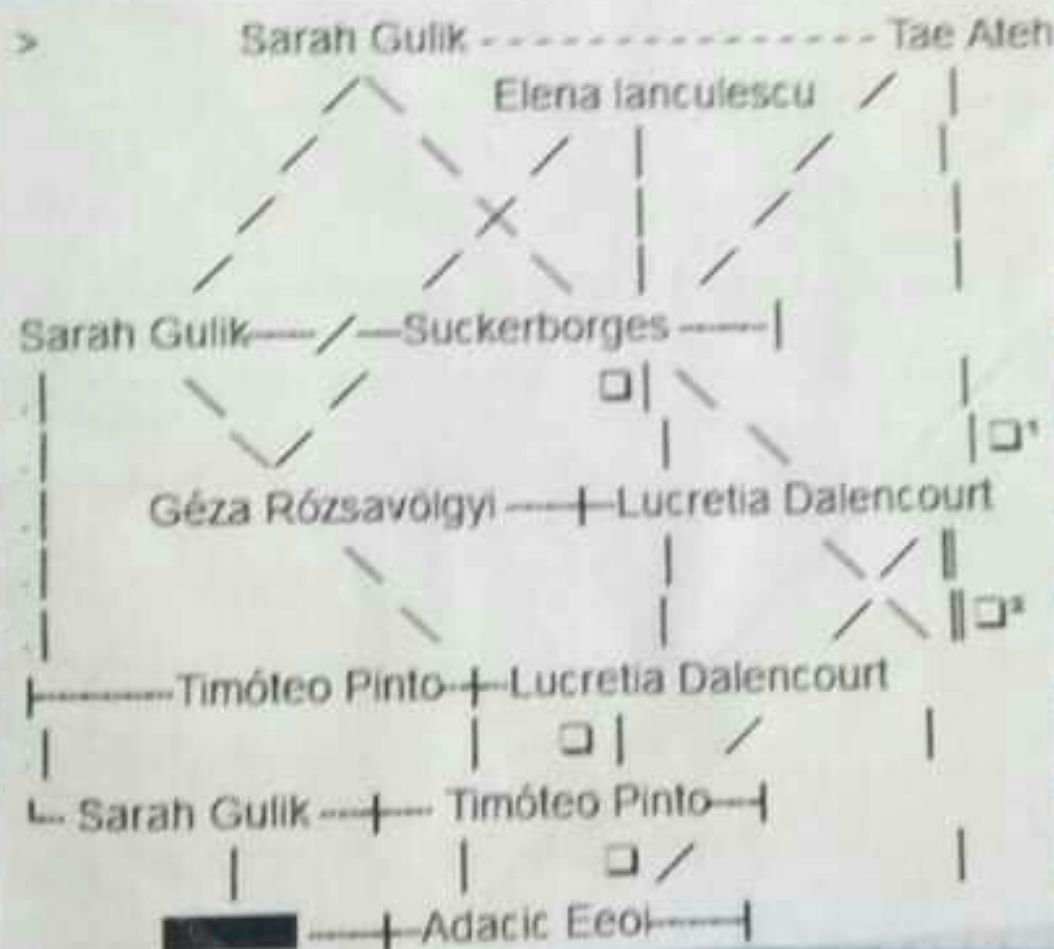 >
Sarah Gulik - - - - - - - - - - - - - - - - Tae Ateh
Elena Ianculescu
Sarah Gulik Suckerborges
Géza Rózsavölgyi Lucretia Dalencourt
Timóteo Pinto Lucretia Dalencourt
Sarah Gulik Timóteo Pinto
Adacic Eeol